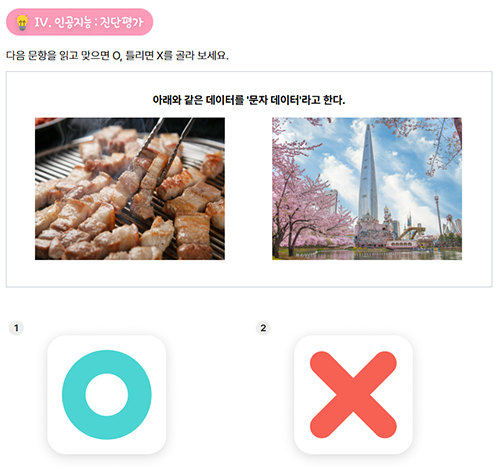 IV. 인공지능 : 진단평가
다음 문항을 읽고 맞으면 O, 틀리면 X를 골라 보세요.
아래와 같은 데이터를 '문자 데이터'라고 한다.
1
2